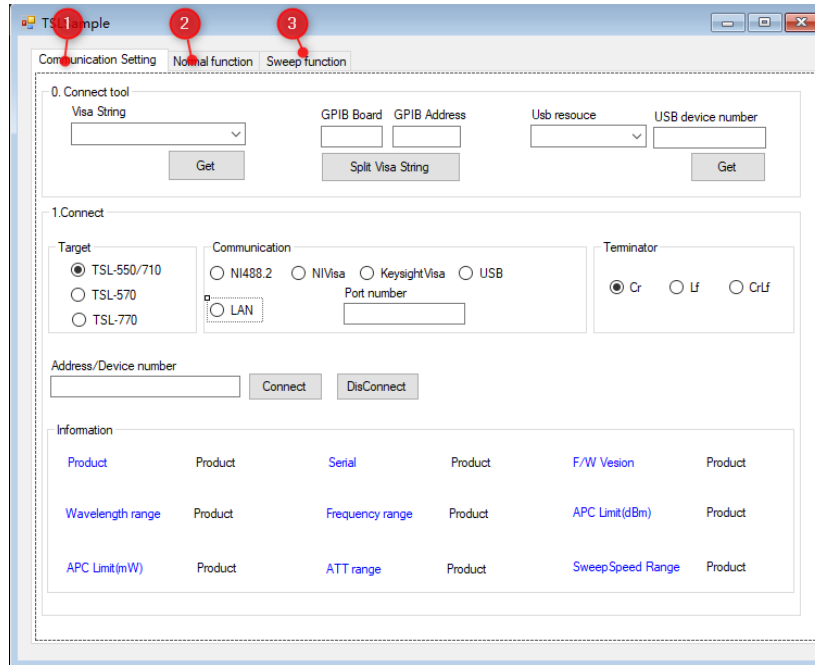 TSLSample
1 2 3
Communication Setting Normal function Sweep function
0. Connect tool
Visa String GPIB Board GPIB Address Usb resouce USB device number
Get Split Visa String Get
1.Connect
Target Communication Terminator
TSL-550/710 NI488.2 NIVisa KeysightVisa USB Cr Lf CrLf
TSL-570 Port number
LAN
TSL-770
Address/Device number
Connect DisConnect
Information
Product Product Serial Product F/W Vesion Product
Wavelength range Product Frequency range Product APC Limit(dBm) Product
APC Limit(mW) Product ATT range Product SweepSpeed Range Product